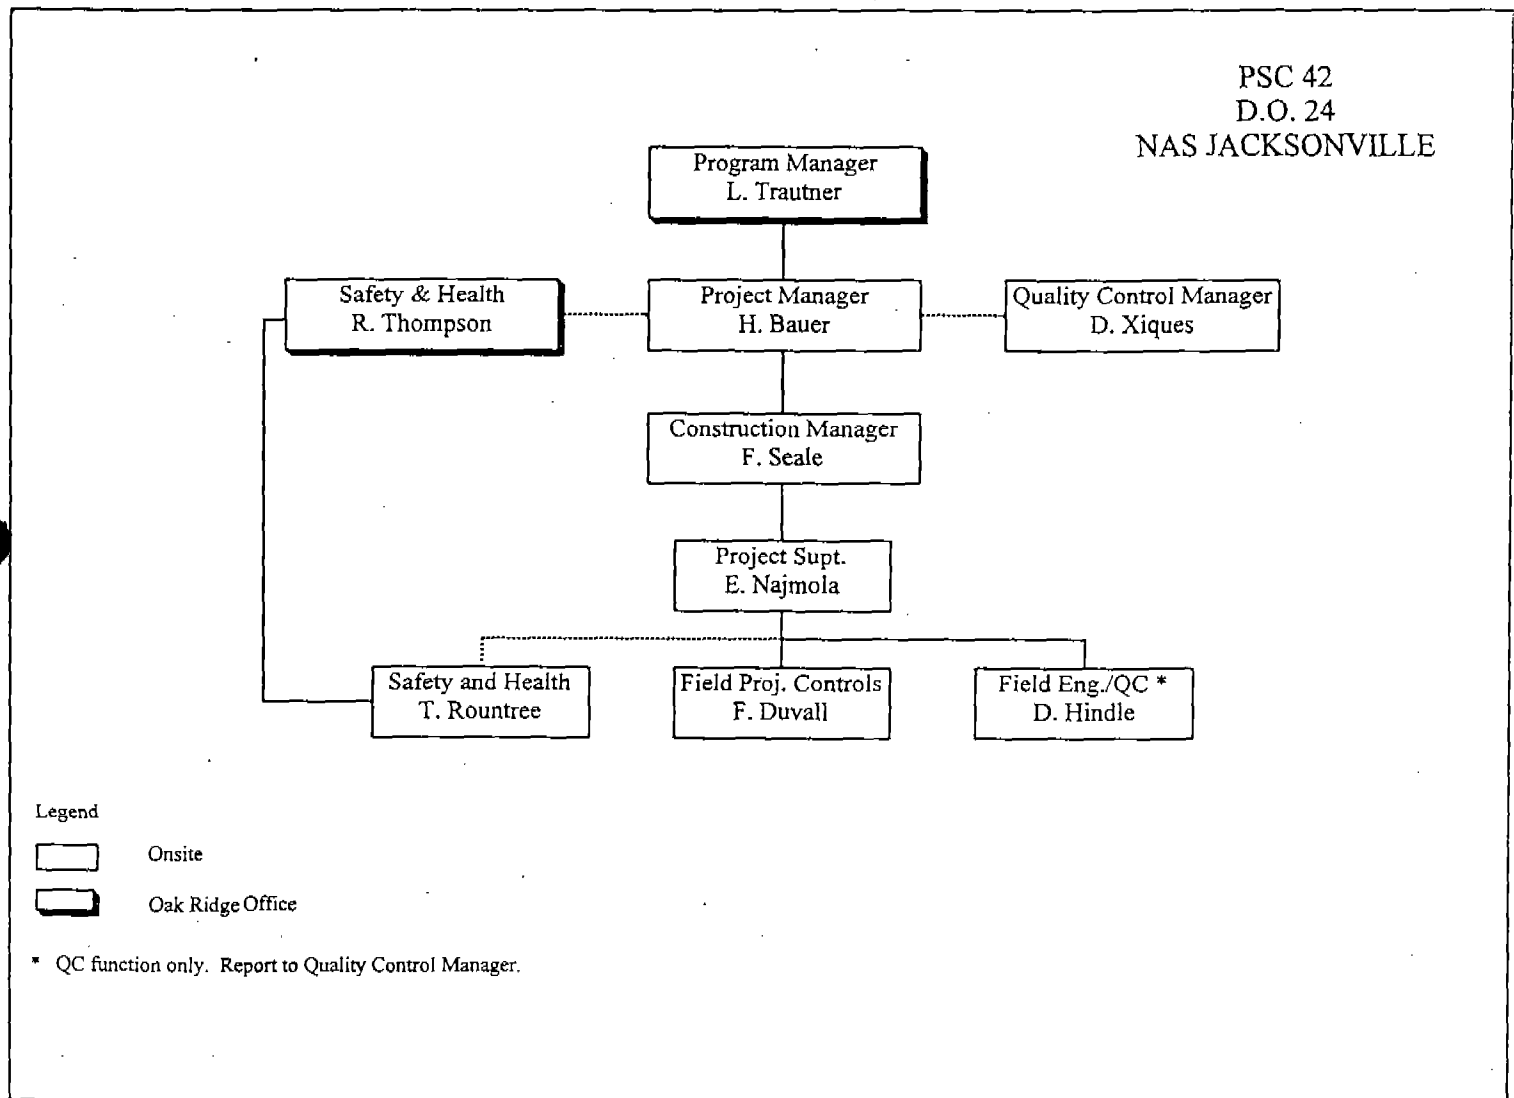 PSC 42
D.O. 24
NAS JACKSONVILLE
Program Manager
L. Trautner
Safety & Health
R. Thompson
Project Manager
H. Bauer
Quality Control Manager
D. Xiques
Construction Manager
F. Seale
Project Supt.
E. Najmola
Safety and Health
T. Rountree
Field Proj. Controls
F. Duvall
Field Eng./QC *
D. Hindle
Legend
Onsite
Oak Ridge Office
* QC function only. Report to Quality Control Manager.